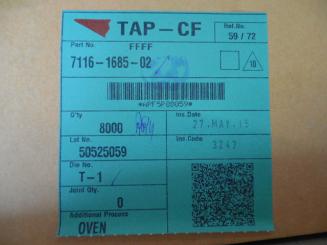 TAP-CF
Ref.No.
59 / 72
Part No.
FFFF
7116-1685-02
10
Q'ty
8000
Ins.Date
27.MAY.15
Lot No.
50525059
Ins.Code
3247
Die No.
T-1
Joint Qty.
0
Additional Process
OVEN